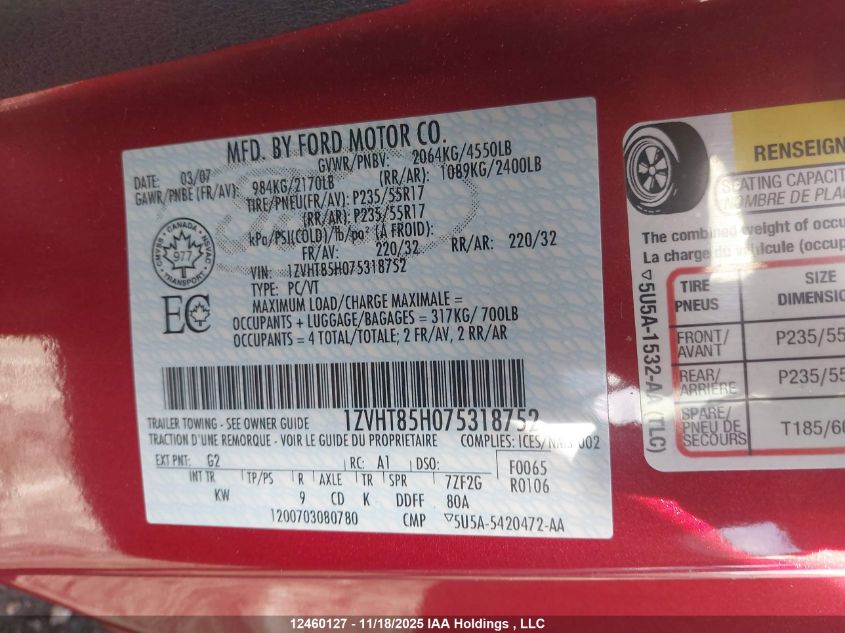 MFD. BY FORD MOTOR CO.
DATE: 03/07 GVWR/PNBV: 2064KG/4550LB
GAWR/PNBE (FR/AV): 984KG/2170LB (RR/AR): 1089KG/2400LB
TIRE/PNEU(FR/AV): P235/55R17
(RR/AR): P235/55R17
kPa/PSI(COLD)/lb/po² (À FROID):
FR/AV: 220/32 RR/AR: 220/32
VIN: 1ZVHT85H075318752
TYPE: PC/VT
MAXIMUM LOAD/CHARGE MAXIMALE =
OCCUPANTS + LUGGAGE/BAGAGES = 317KG/ 700LB
OCCUPANTS = 4 TOTAL/TOTALE; 2 FR/AV, 2 RR/AR
CANADA
977
TRANSPORT
EC
1ZVHT85H075318752
TRAILER TOWING - SEE OWNER GUIDE
TRACTION D'UNE REMORQUE - VOIR LE GUIDE DU PROPRIETAIRE COMPLIES: ICES/NMB-002
EXT PNT: G2 RC: A1 DSO: F0065
INT TR TP/PS R AXLE TR SPR 7ZF2G R0106
KW 9 CD K DDFF 80A
1200703080780 CMP ▽5U5A-5420472-AA
RENSEIGN
SEATING CAPACIT
NOMBRE DE PLAC
The combined weight of occu
La charge du véhicule (occup
▽5U5A-1532-AA (TLC)
TIRE
PNEUS
SIZE
DIMENSIO
FRONT/
AVANT
P235/55
REAR/
ARRIÈRE
P235/55
SPARE/
PNEU DE
SECOURS
T185/60
12460127 - 11/18/2025 IAA Holdings , LLC